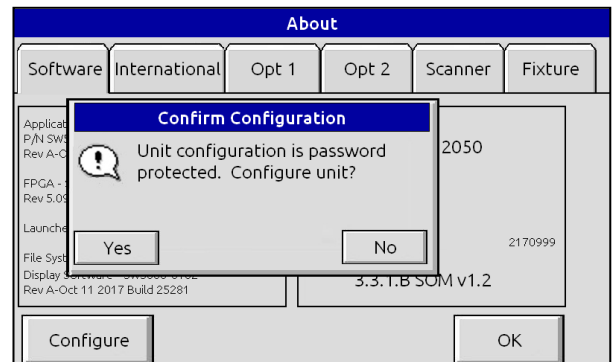 About
Software International Opt 1 Opt 2 Scanner Fixture
Confirm Configuration
Unit configuration is password
protected. Configure unit?
Yes No
P/N
2050
FPGA -
Rev 5.09
2170999
Display
Rev A-Oct 11 2017 Build 25281
3.3.1.B SOM v1.2
Configure OK